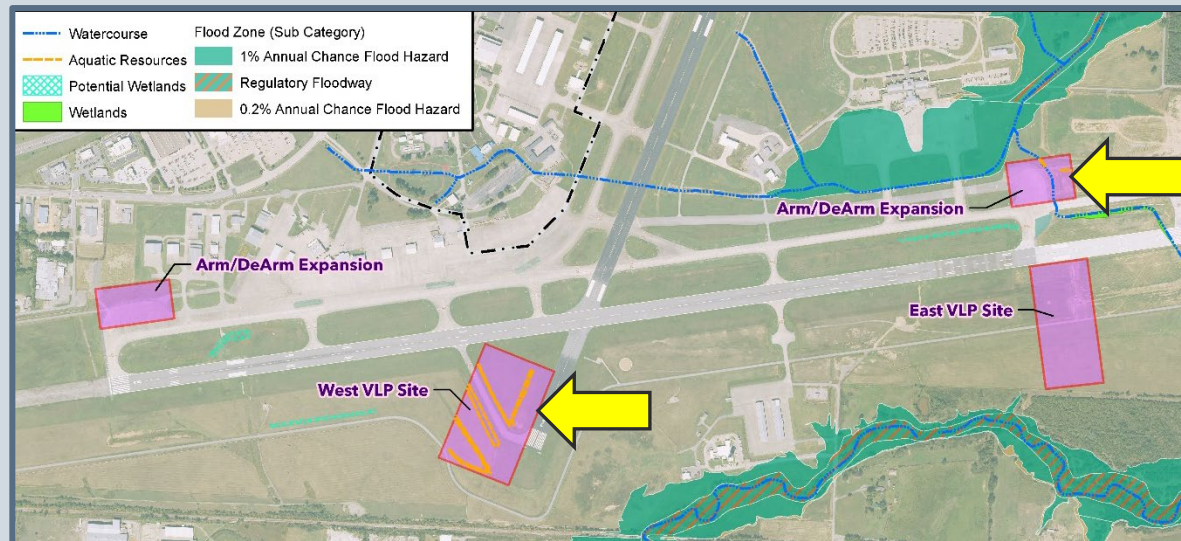 Watercourse
Aquatic Resources
Potential Wetlands
Wetlands
Flood Zone (Sub Category)
1% Annual Chance Flood Hazard
Regulatory Floodway
0.2% Annual Chance Flood Hazard
Arm/DeArm Expansion
Arm/DeArm Expansion
East VLP Site
West VLP Site